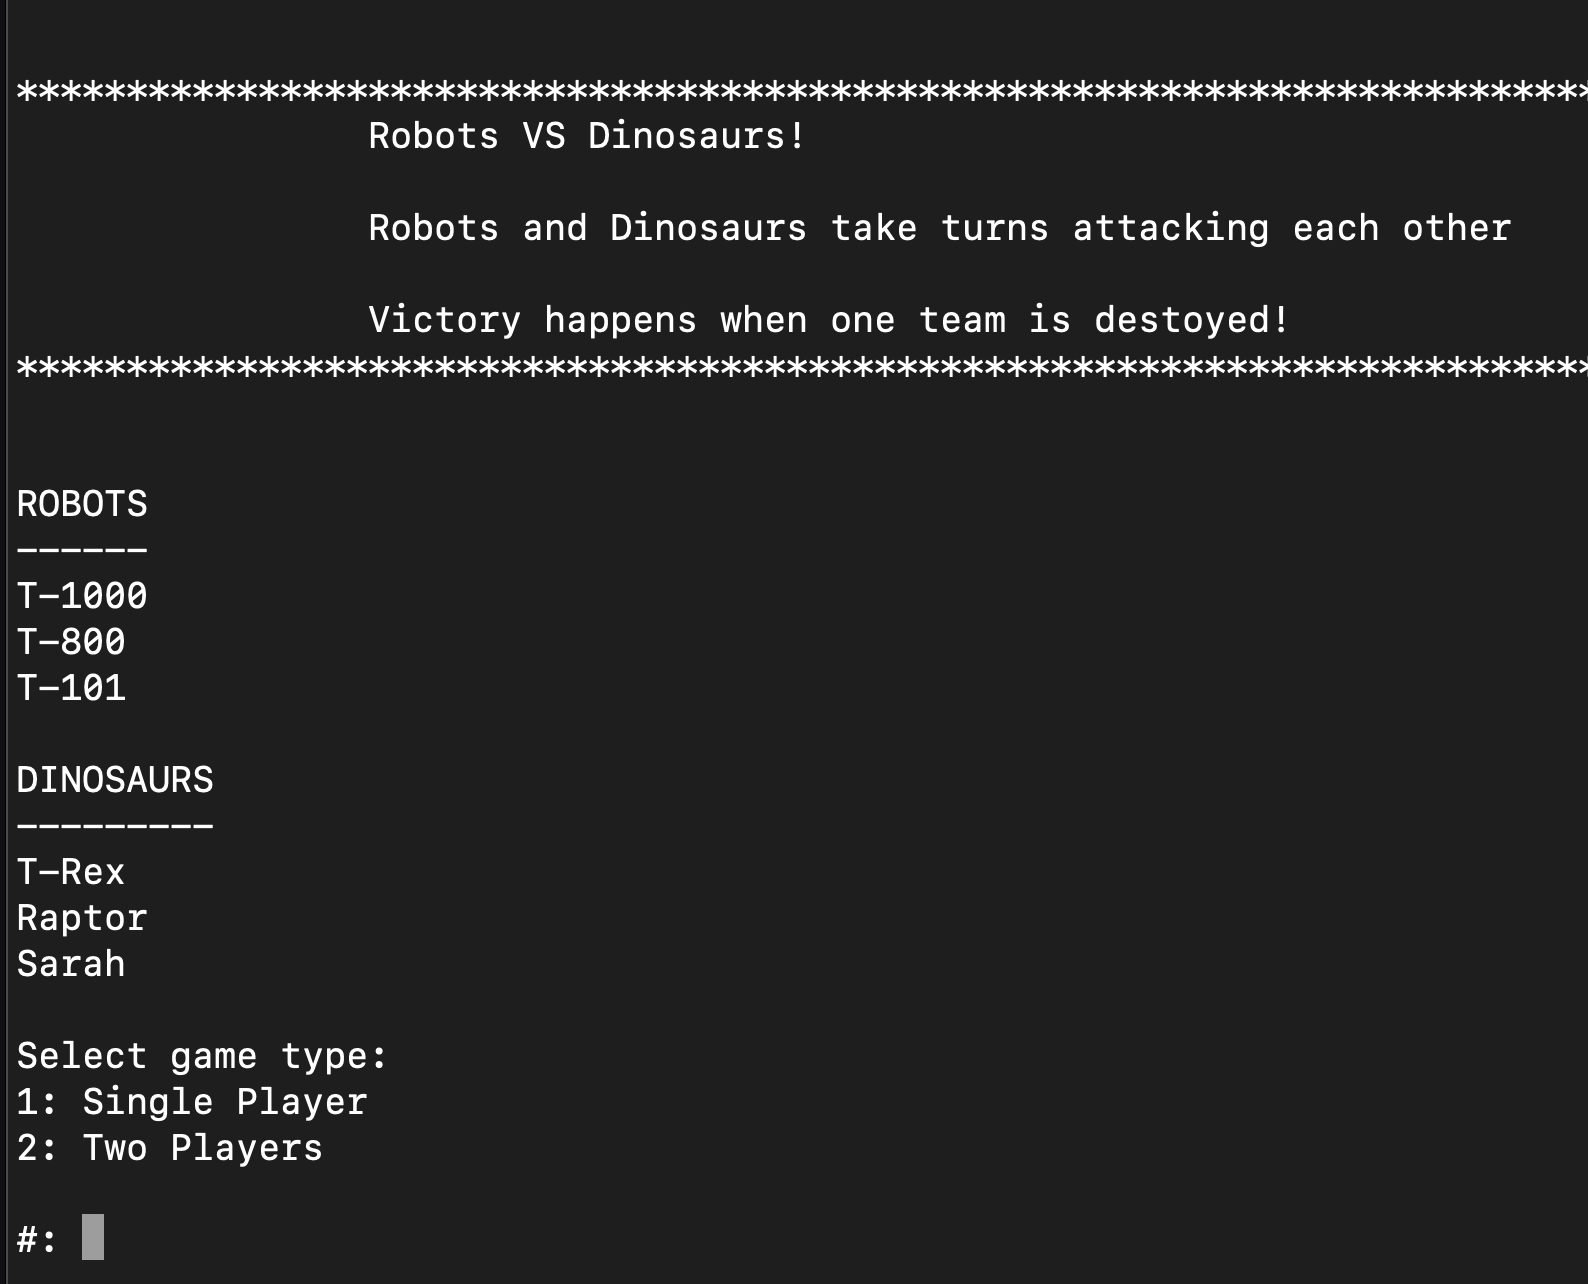 ************************************************************************
Robots VS Dinosaurs!
Robots and Dinosaurs take turns attacking each other
Victory happens when one team is destoyed!
************************************************************************
ROBOTS
------
T-1000
T-800
T-101
DINOSAURS
---------
T-Rex
Raptor
Sarah
Select game type:
1: Single Player
2: Two Players
#: